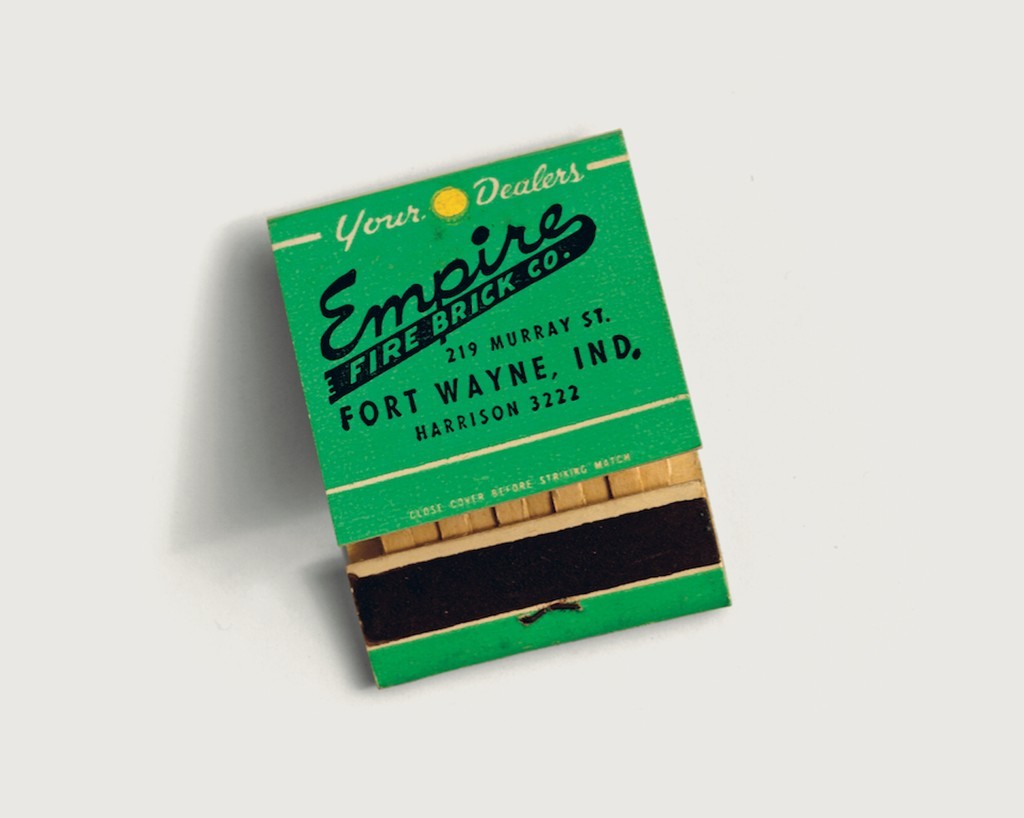 Your Dealers
Empire
FIRE BRICK CO.
219 MURRAY ST.
FORT WAYNE, IND.
HARRISON 3222
CLOSE COVER BEFORE STRIKING MATCH